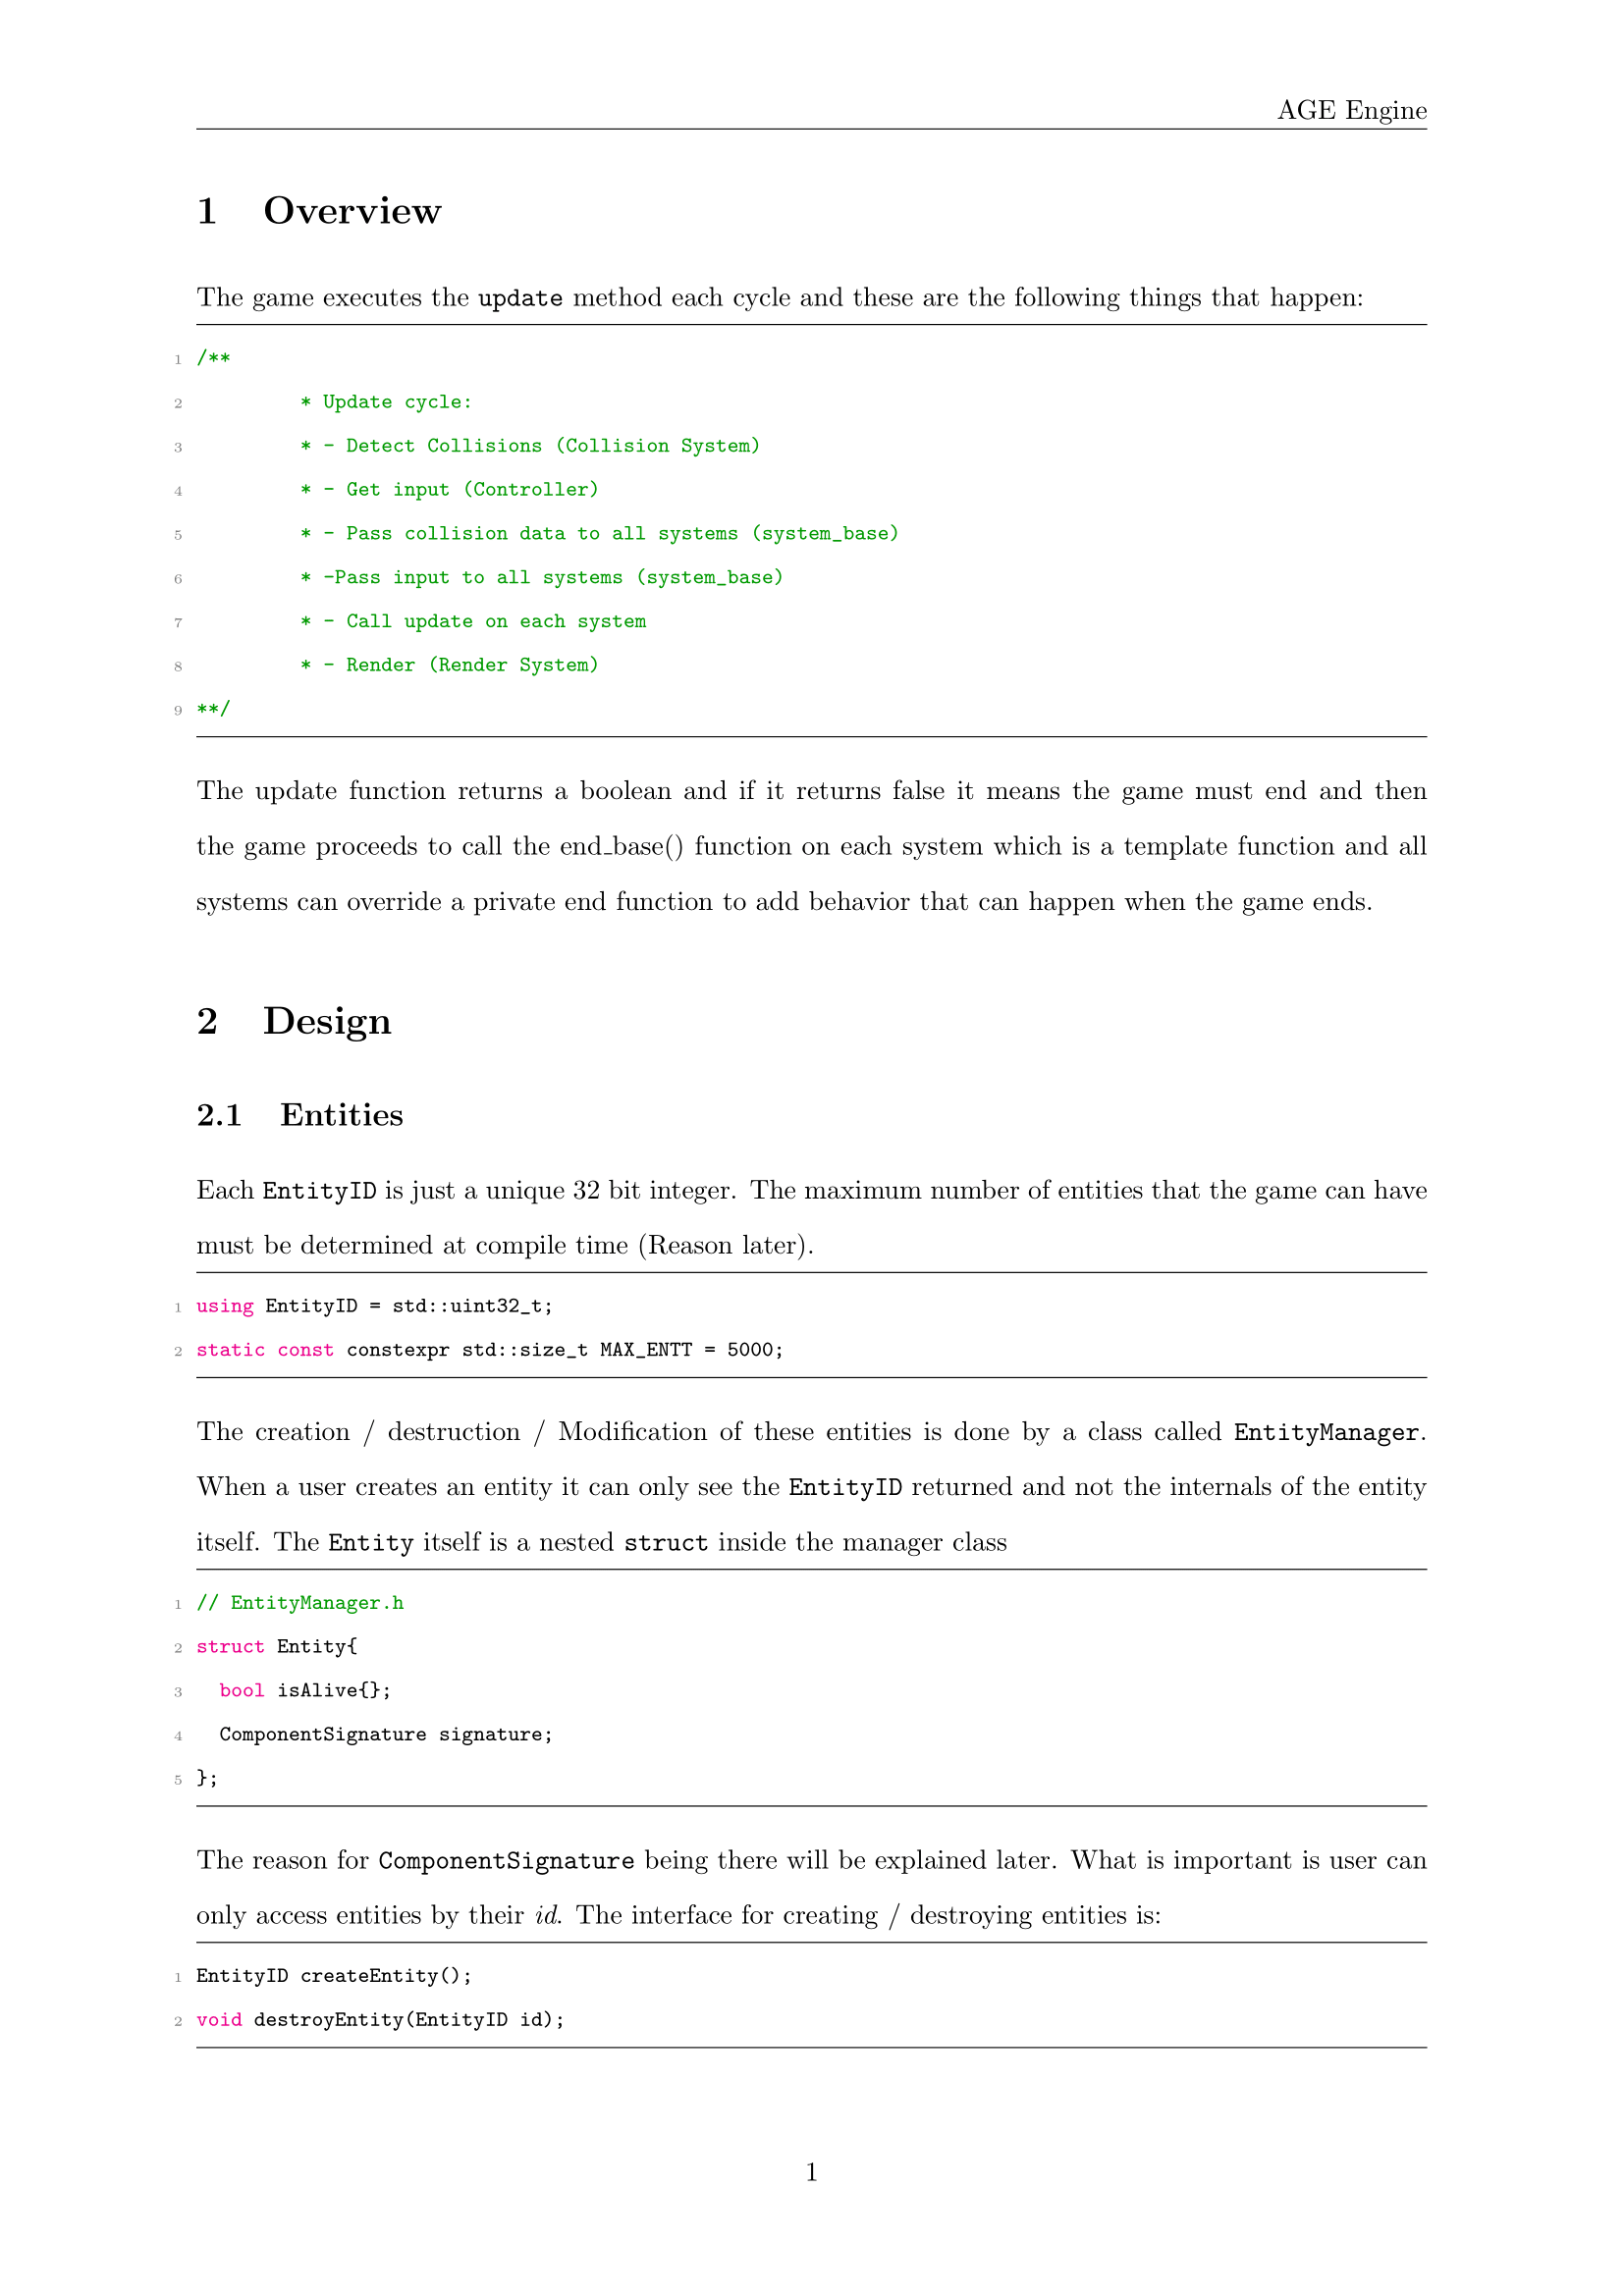 AGE Engine
1 Overview
The game executes the update method each cycle and these are the following things that happen:
1 /**
2 * Update cycle:
3 * - Detect Collisions (Collision System)
4 * - Get input (Controller)
5 * - Pass collision data to all systems (system_base)
6 * -Pass input to all systems (system_base)
7 * - Call update on each system
8 * - Render (Render System)
9 **/
The update function returns a boolean and if it returns false it means the game must end and then
the game proceeds to call the end_base() function on each system which is a template function and all
systems can override a private end function to add behavior that can happen when the game ends.
2 Design
2.1 Entities
Each EntityID is just a unique 32 bit integer. The maximum number of entities that the game can have
must be determined at compile time (Reason later).
1 using EntityID = std::uint32_t;
2 static const constexpr std::size_t MAX_ENTT = 5000;
The creation / destruction / Modification of these entities is done by a class called EntityManager.
When a user creates an entity it can only see the EntityID returned and not the internals of the entity
itself. The Entity itself is a nested struct inside the manager class
1 // EntityManager.h
2 struct Entity{
3 bool isAlive{};
4 ComponentSignature signature;
5 };
The reason for ComponentSignature being there will be explained later. What is important is user can
only access entities by their id. The interface for creating / destroying entities is:
1 EntityID createEntity();
2 void destroyEntity(EntityID id);
1